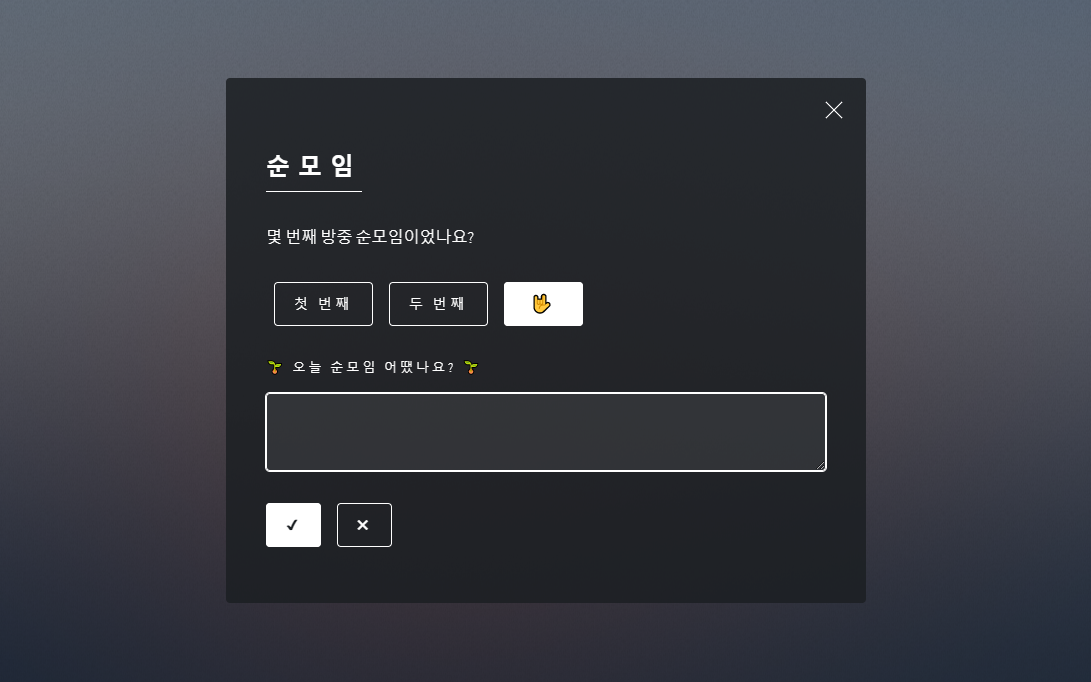 순모임
몇 번째 방중 순모임이었나요?
첫 번째 두 번째 🤟
🌱 오늘 순모임 어땠나요? 🌱
✔ ✕